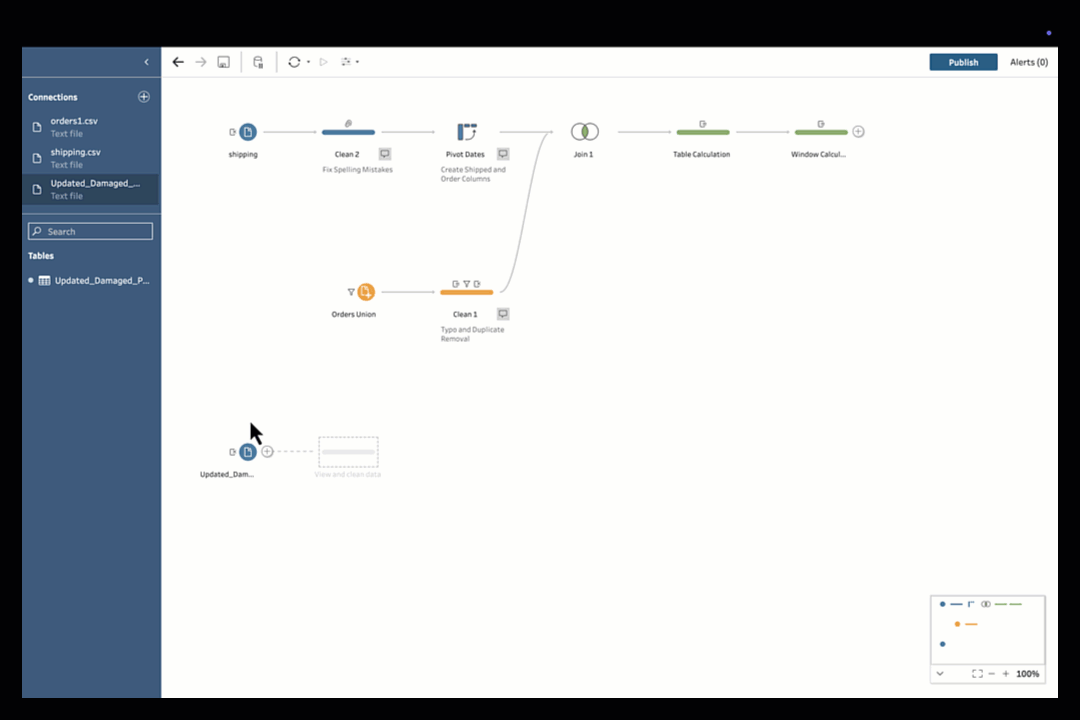 Publish
Alerts (0)
Connections
orders1.csv
Text file
shipping.csv
Text file
Updated_Damaged_...
Text file
Search
Tables
Updated_Damaged_P...
shipping
Clean 2
Fix Spelling Mistakes
Pivot Dates
Create Shipped and
Order Columns
Join 1
Table Calculation
Window Calcul...
Orders Union
Clean 1
Typo and Duplicate
Removal
Updated_Dam...
View and clean data
100%